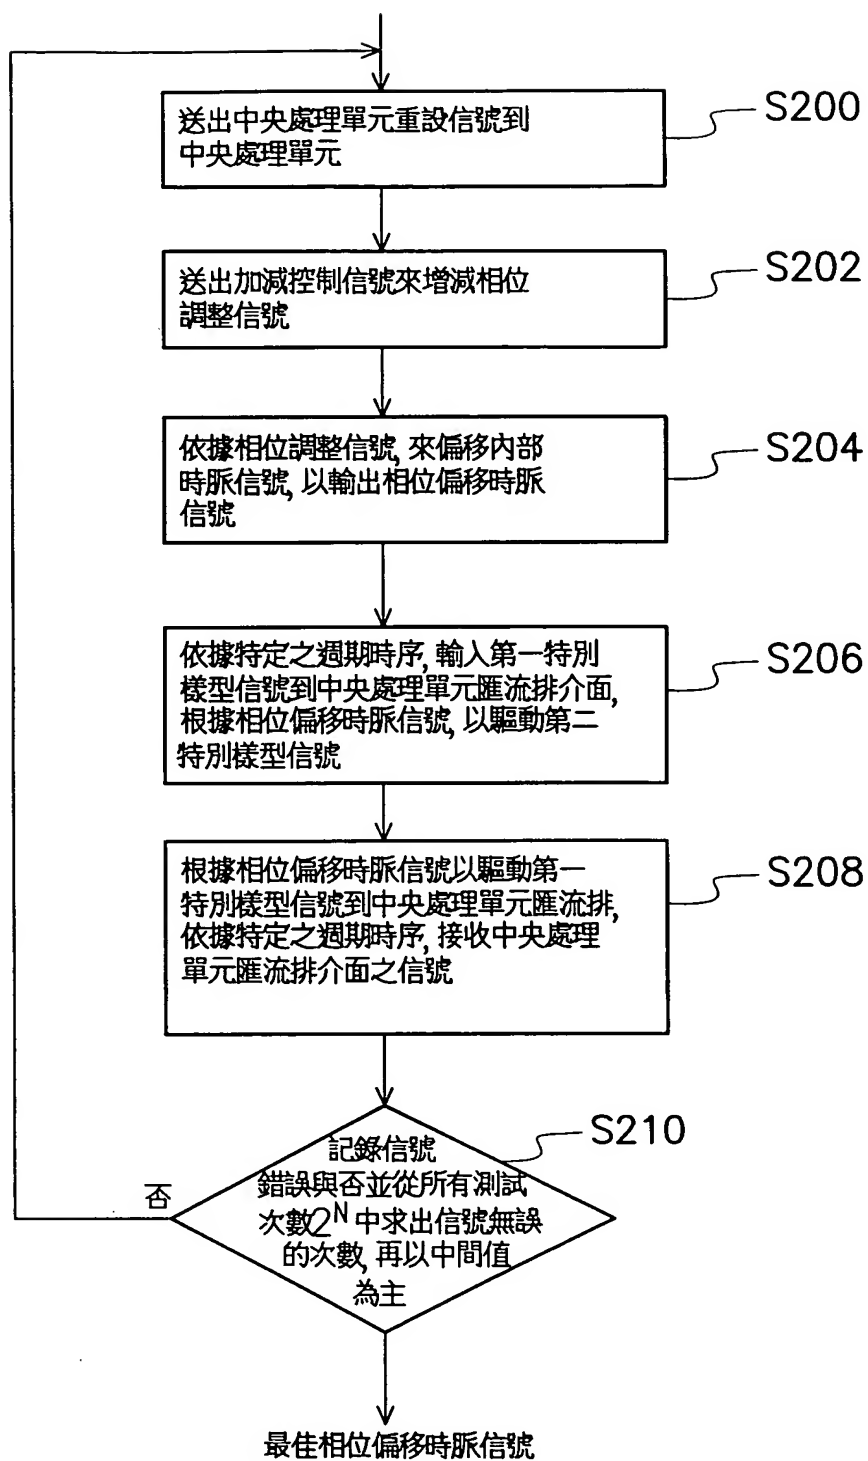 送出中央處理單元重設信號到
中央處理單元
S200
送出加減控制信號來增減相位
調整信號
S202
依據相位調整信號, 來偏移內部
時脈信號, 以輸出相位偏移時脈
信號
S204
依據特定之週期時序, 輸入第一特別
樣型信號到中央處理單元匯流排介面,
根據相位偏移時脈信號, 以驅動第二
特別樣型信號
S206
根據相位偏移時脈信號以驅動第一
特別樣型信號到中央處理單元匯流排,
依據特定之週期時序, 接收中央處理
單元匯流排介面之信號
S208
記錄信號
錯誤與否並從所有測試
次數2^N 中求出信號無誤
的次數, 再以中間值
為主
S210
否
最佳相位偏移時脈信號